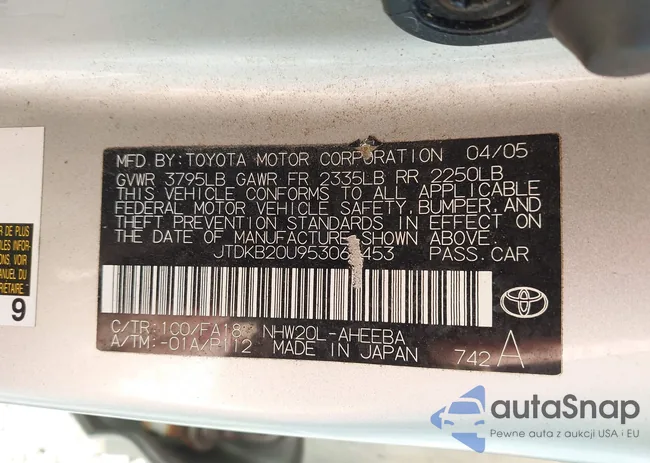 MFD. BY: TOYOTA MOTOR CORPORATION 04/05
GVWR 3795LB GAWR FR 2335LB RR 2250LB
THIS VEHICLE CONFORMS TO ALL APPLICABLE
FEDERAL MOTOR VEHICLE SAFETY, BUMPER, AND
THEFT PREVENTION STANDARDS IN EFFECT ON
THE DATE OF MANUFACTURE SHOWN ABOVE.
PASS. CAR
C/TR: 1C0/FA18 NHW20L-AHEEBA
A/TM: -01A/P112 MADE IN JAPAN 742 A
TOYOTA
9
autaSnap
Pewne auta z aukcji USA i EU